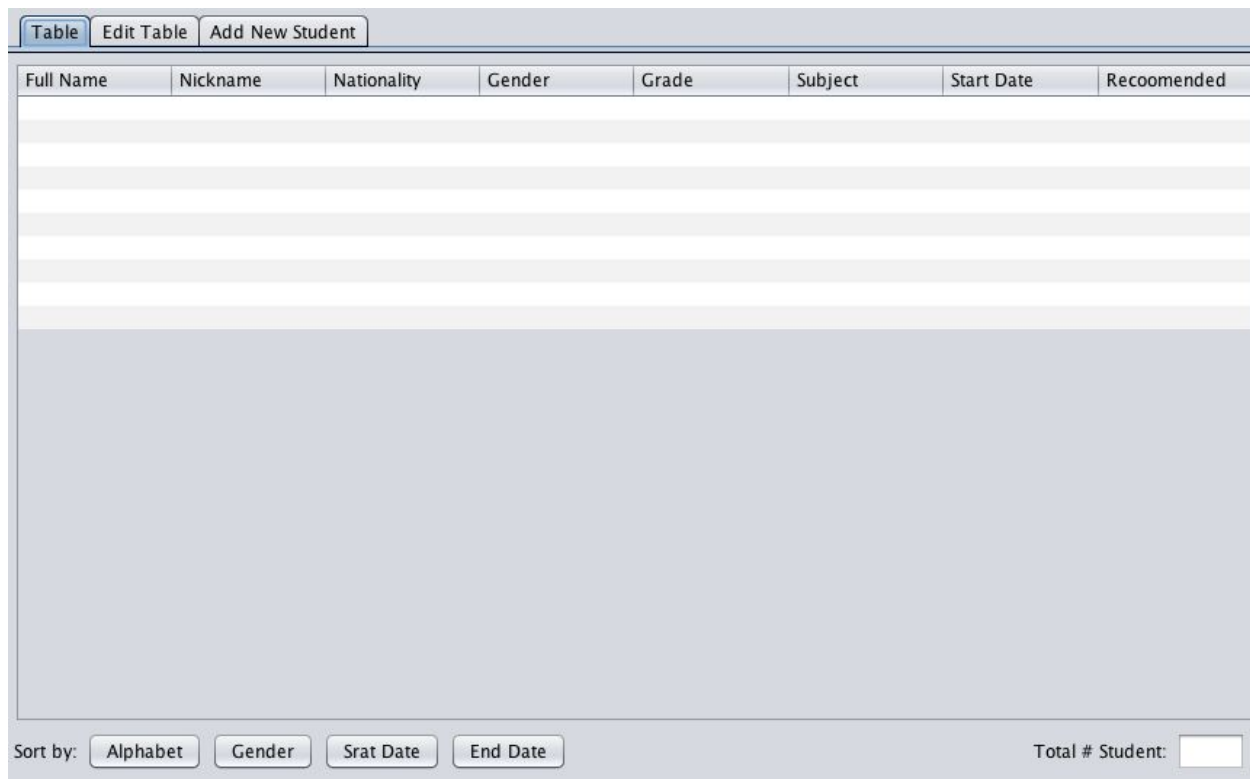 Table Edit Table Add New Student
Full Name Nickname Nationality Gender Grade Subject Start Date Recoomended
Sort by: Alphabet Gender Srat Date End Date Total # Student: